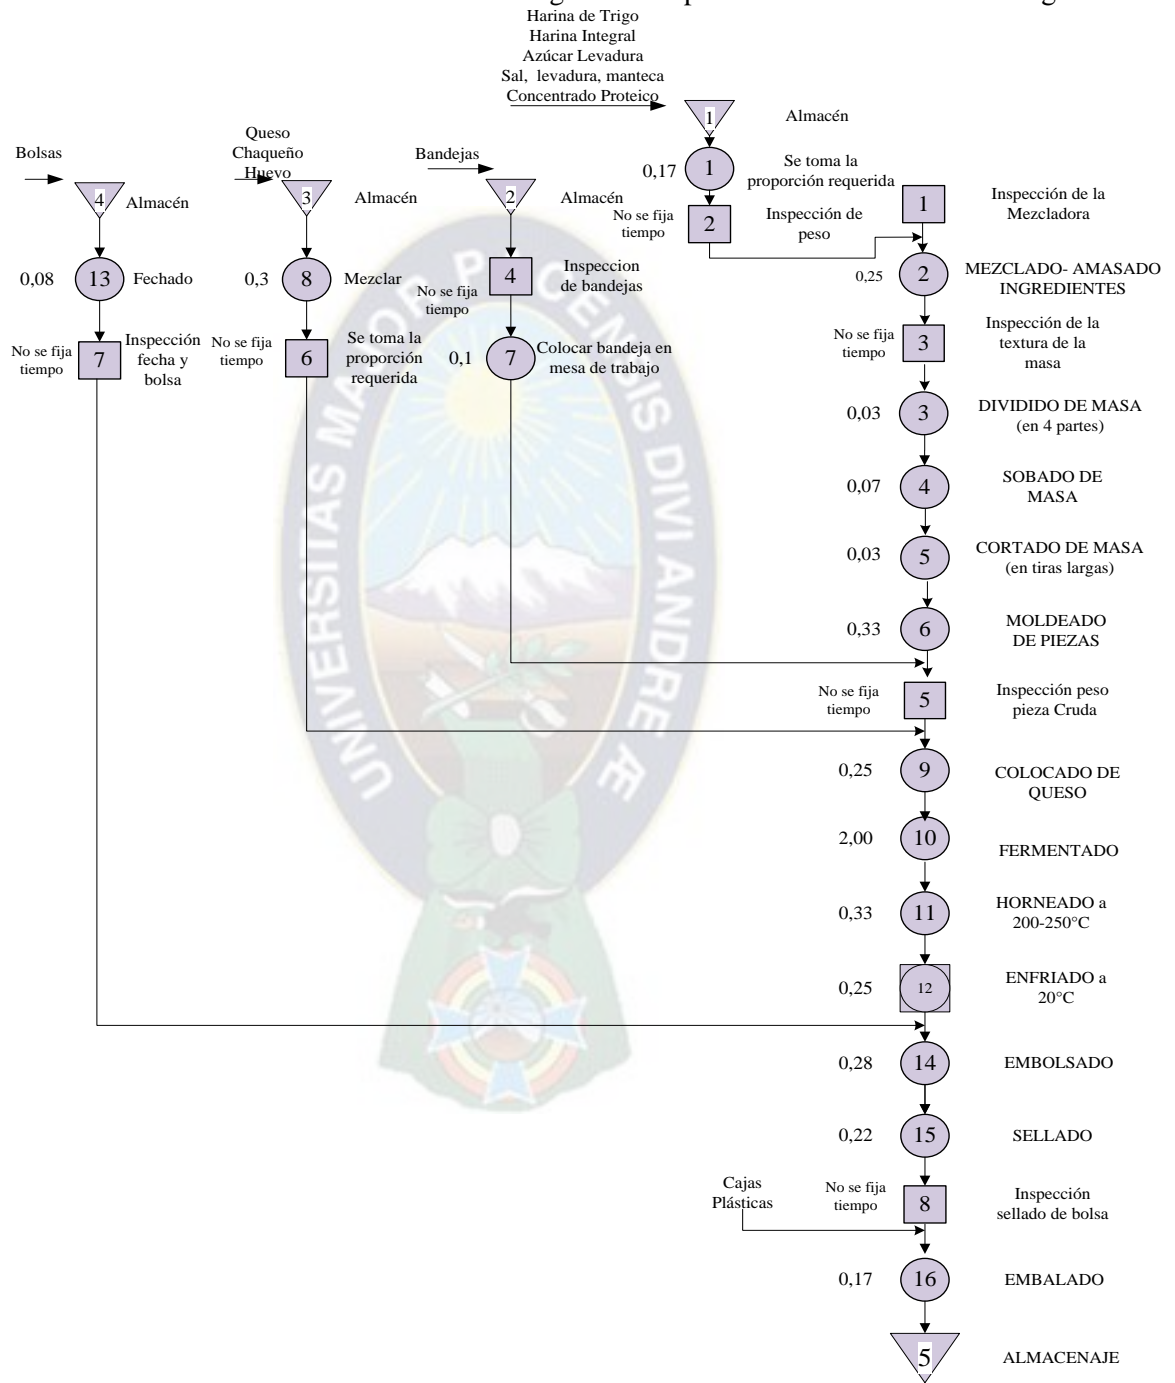 Harina de Trigo
Harina Integral
Azúcar Levadura
Sal, levadura, manteca
Concentrado Proteico
1
Almacén
0,17
1
Se toma la
proporción requerida
No se fija
tiempo
2
Inspección de
peso
1
Inspección de la
Mezcladora
Bolsas
4
Almacén
0,08
13
Fechado
No se fija
tiempo
7
Inspección
fecha y
bolsa
Queso
Chaqueño
Huevo
3
Almacén
0,3
8
Mezclar
No se fija
tiempo
6
Se toma la
proporción
requerida
Bandejas
2
Almacén
No se fija
tiempo
4
Inspeccion
de bandejas
0,1
7
Colocar bandeja en
mesa de trabajo
0,25
2
MEZCLADO- AMASADO
INGREDIENTES
No se fija
tiempo
3
Inspección de la
textura de la
masa
0,03
3
DIVIDIDO DE MASA
(en 4 partes)
0,07
4
SOBADO DE
MASA
0,03
5
CORTADO DE MASA
(en tiras largas)
0,33
6
MOLDEADO
DE PIEZAS
No se fija
tiempo
5
Inspección peso
pieza Cruda
0,25
9
COLOCADO DE
QUESO
2,00
10
FERMENTADO
0,33
11
HORNEADO a
200-250°C
0,25
12
ENFRIADO a
20°C
0,28
14
EMBOLSADO
0,22
15
SELLADO
Cajas
Plásticas
No se fija
tiempo
8
Inspección
sellado de bolsa
0,17
16
EMBALADO
5
ALMACENAJE
UNIVERSITAS MAIOR PACENSIS DIVI ANDRE Æ